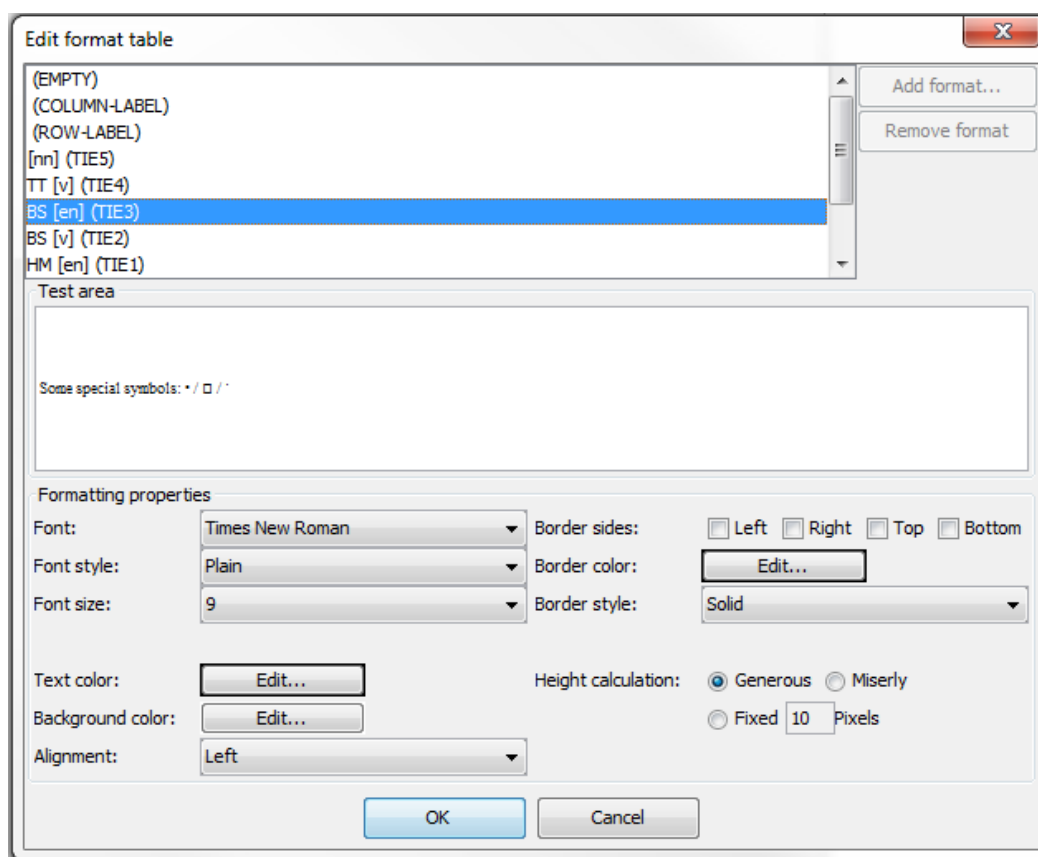 Edit format table
(EMPTY)
(COLUMN-LABEL)
(ROW-LABEL)
[nn] (TIE5)
TT [v] (TIE4)
BS [en] (TIE3)
BS [v] (TIE2)
HM [en] (TIE1)
Add format...
Remove format
Test area
Some special symbols: • / □ / ˙
Formatting properties
Font: Times New Roman Border sides: Left Right Top Bottom
Font style: Plain Border color: Edit...
Font size: 9 Border style: Solid
Text color: Edit... Height calculation: Generous Miserly
Background color: Edit... Fixed 10 Pixels
Alignment: Left
OK Cancel